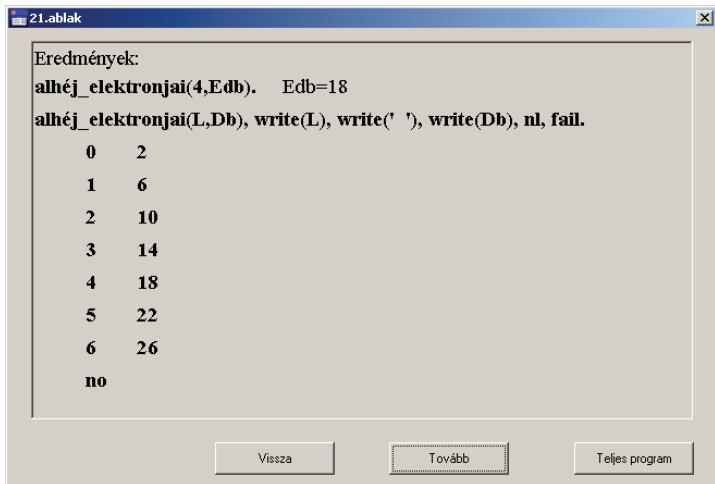 21.ablak
Eredmények:
alhéj_elektronjai(4,Edb). Edb=18
alhéj_elektronjai(L,Db), write(L), write(' '), write(Db), nl, fail.
0 2
1 6
2 10
3 14
4 18
5 22
6 26
no
Vissza Tovább Teljes program